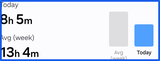 Today
8h 5m
Avg (week)
13h 4m
Avg
(week)
Today